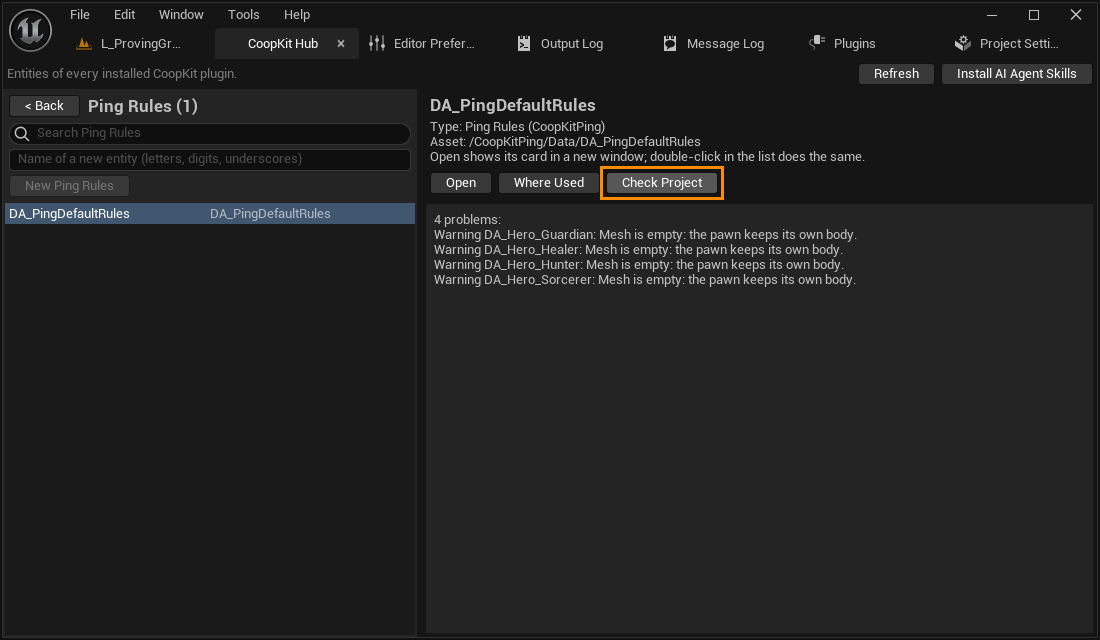 File Edit Window Tools Help
L_ProvingGr... CoopKit Hub Editor Prefer... Output Log Message Log Plugins Project Setti...
Entities of every installed CoopKit plugin. Refresh Install AI Agent Skills
< Back Ping Rules (1)
Search Ping Rules
Name of a new entity (letters, digits, underscores)
New Ping Rules
DA_PingDefaultRules DA_PingDefaultRules
DA_PingDefaultRules
Type: Ping Rules (CoopKitPing)
Asset: /CoopKitPing/Data/DA_PingDefaultRules
Open shows its card in a new window; double-click in the list does the same.
Open Where Used Check Project
4 problems:
Warning DA_Hero_Guardian: Mesh is empty: the pawn keeps its own body.
Warning DA_Hero_Healer: Mesh is empty: the pawn keeps its own body.
Warning DA_Hero_Hunter: Mesh is empty: the pawn keeps its own body.
Warning DA_Hero_Sorcerer: Mesh is empty: the pawn keeps its own body.